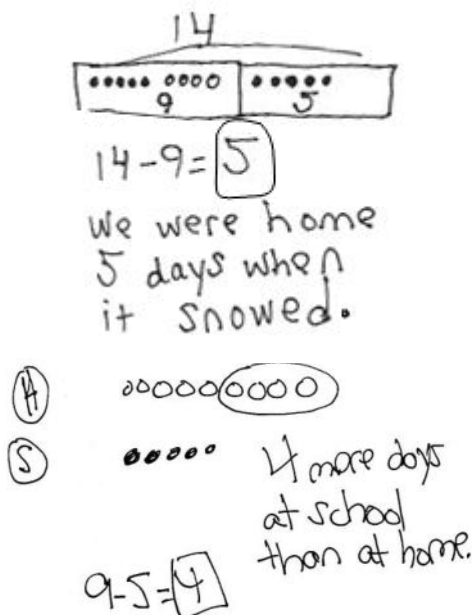 14
9 5
14-9=5
We were home
5 days when
it snowed.
H
S
4 more days
at school
than at home.
9-5=4